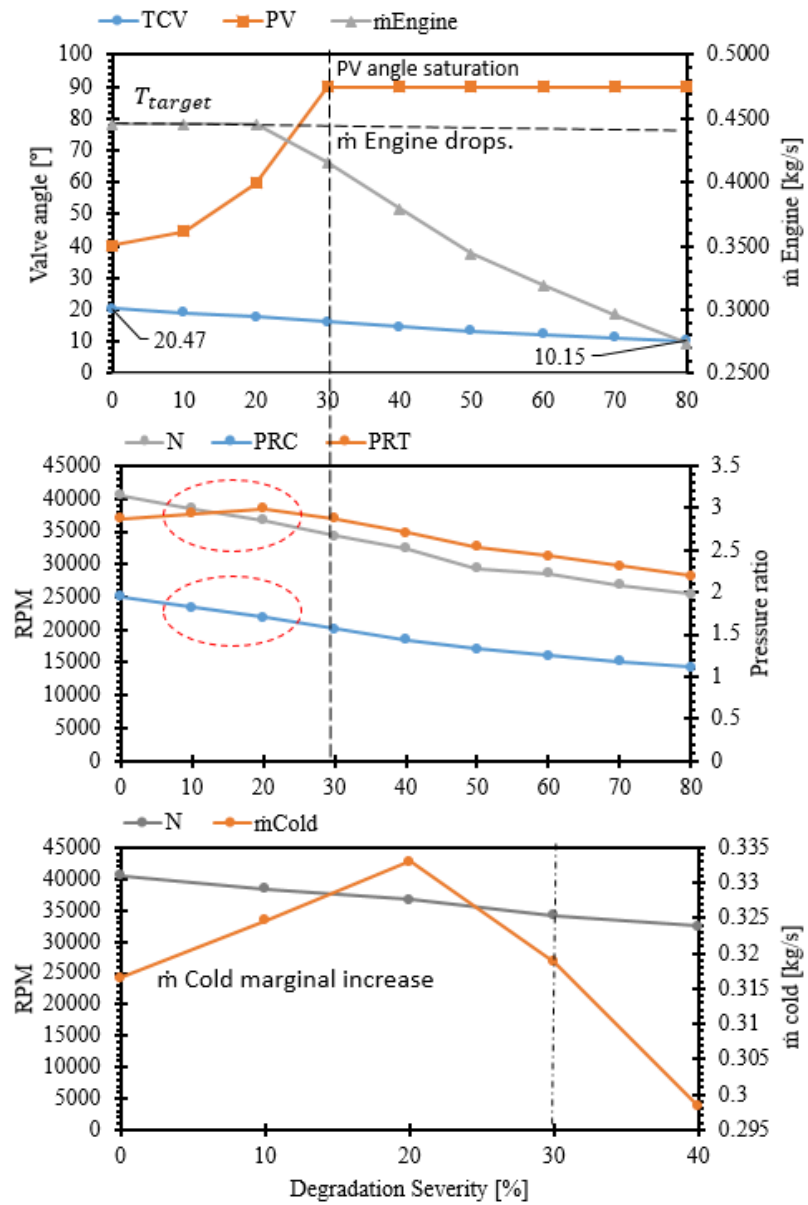 TCV PV ṁEngine
100 0.5000
PV angle saturation
90
T_target
80 0.4500
ṁ Engine drops.
70
60 0.4000
50
40 0.3500
30
20 0.3000
20.47 10.15
10
0 0.2500
Valve angle [°]
ṁ Engine [kg/s]
0 10 20 30 40 50 60 70 80
N PRC PRT
45000 3.5
40000 3
35000
30000 2.5
25000 2
20000
15000 1.5
10000 1
5000 0.5
0 0
RPM
Pressure ratio
0 10 20 30 40 50 60 70 80
N ṁCold
45000 0.335
40000 0.33
35000
30000 0.325
25000 0.32
ṁ Cold marginal increase
20000 0.315
15000 0.31
10000 0.305
5000 0.3
0 0.295
RPM
ṁ cold [kg/s]
0 10 20 30 40
Degradation Severity [%]